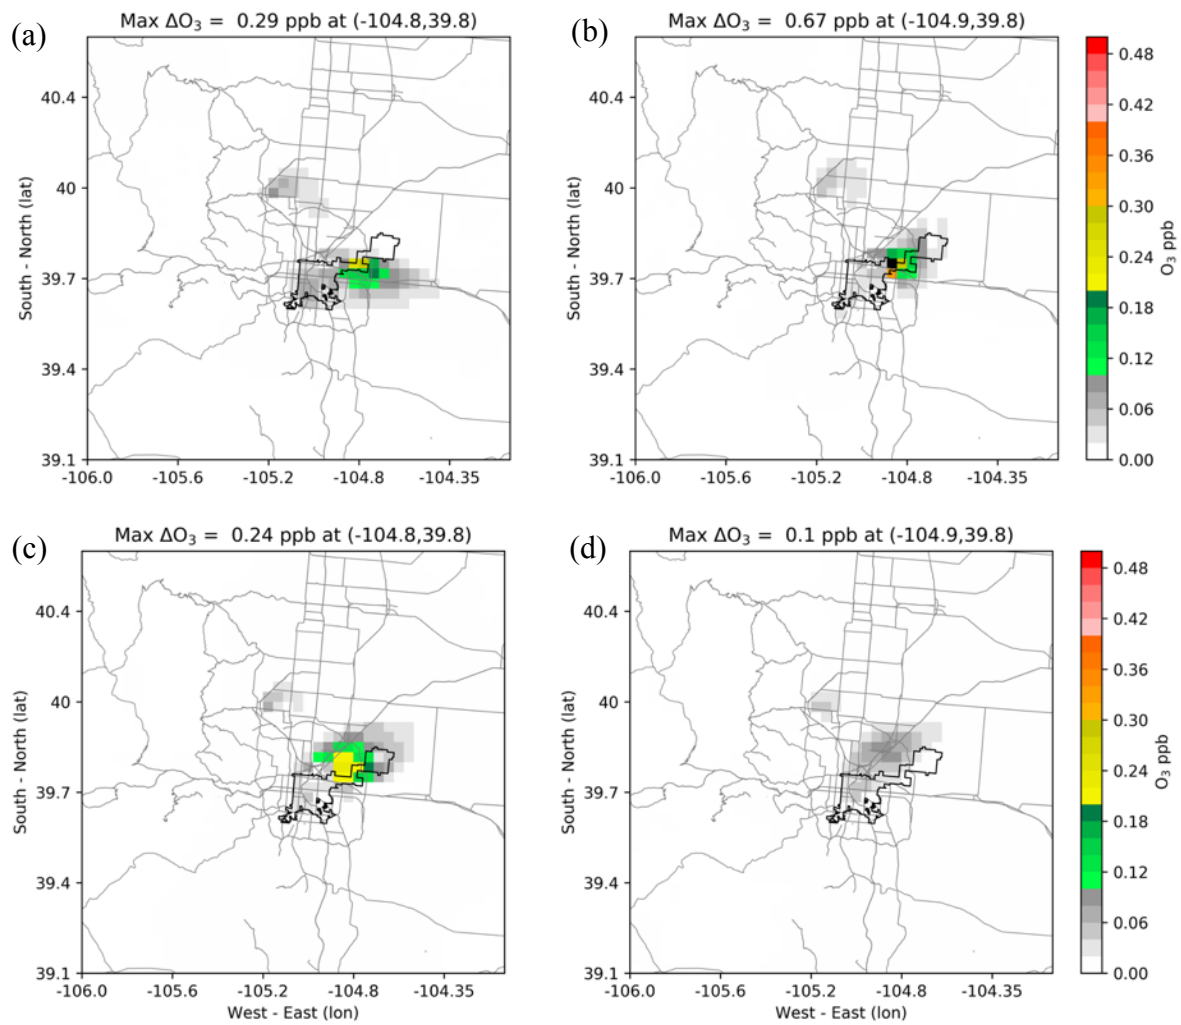 (a)
Max ΔO₃ = 0.29 ppb at (-104.8,39.8)
South - North (lat)
40.4
40
39.7
39.4
39.1
-106.0 -105.6 -105.2 -104.8 -104.35
(b)
Max ΔO₃ = 0.67 ppb at (-104.9,39.8)
South - North (lat)
40.4
40
39.7
39.4
39.1
-106.0 -105.6 -105.2 -104.8 -104.35
0.48
0.42
0.36
0.30
0.24
0.18
0.12
0.06
0.00
O₃ ppb
(c)
Max ΔO₃ = 0.24 ppb at (-104.8,39.8)
South - North (lat)
40.4
40
39.7
39.4
39.1
-106.0 -105.6 -105.2 -104.8 -104.35
West - East (lon)
(d)
Max ΔO₃ = 0.1 ppb at (-104.9,39.8)
South - North (lat)
40.4
40
39.7
39.4
39.1
-106.0 -105.6 -105.2 -104.8 -104.35
West - East (lon)
0.48
0.42
0.36
0.30
0.24
0.18
0.12
0.06
0.00
O₃ ppb